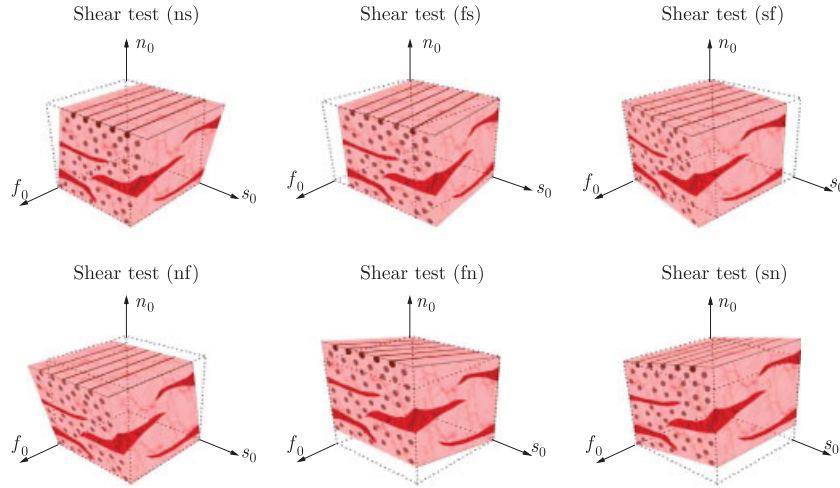 Shear test (ns)
n₀
f₀
s₀
Shear test (fs)
n₀
f₀
s₀
Shear test (sf)
n₀
f₀
s₀
Shear test (nf)
n₀
f₀
s₀
Shear test (fn)
n₀
f₀
s₀
Shear test (sn)
n₀
f₀
s₀